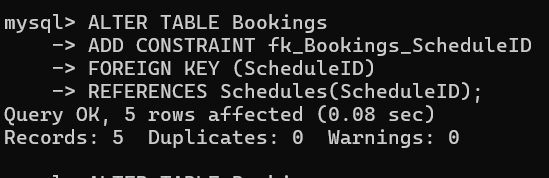 mysql> ALTER TABLE Bookings
    -> ADD CONSTRAINT fk_Bookings_ScheduleID
    -> FOREIGN KEY (ScheduleID)
    -> REFERENCES Schedules(ScheduleID);
Query OK, 5 rows affected (0.08 sec)
Records: 5  Duplicates: 0  Warnings: 0